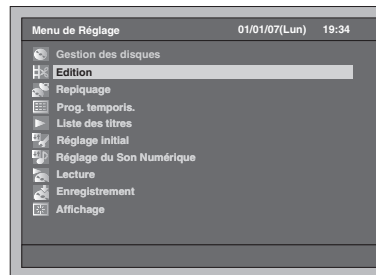 Menu de Réglage 01/01/07(Lun) 19:34
Gestion des disques
Edition
Repiquage
Prog. temporis.
Liste des titres
Réglage initial
Réglage du Son Numérique
Lecture
Enregistrement
Affichage